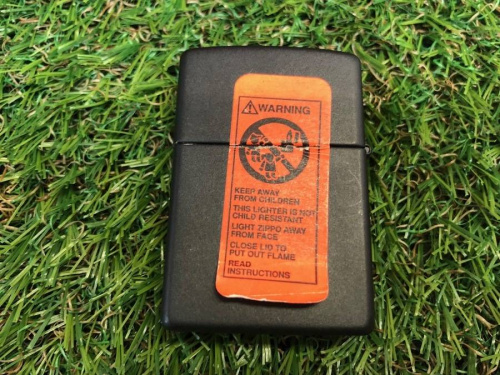 WARNING
KEEP AWAY
FROM CHILDREN
THIS LIGHTER IS NOT
CHILD RESISTANT
LIGHT ZIPPO AWAY
FROM FACE
CLOSE LID TO
PUT OUT FLAME
READ
INSTRUCTIONS